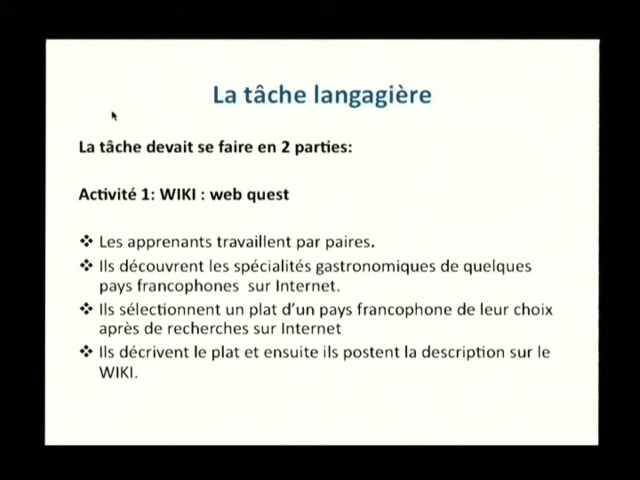 La tâche langagière
La tâche devait se faire en 2 parties:
Activité 1: WIKI : web quest
❖ Les apprenants travaillent par paires.
❖ Ils découvrent les spécialités gastronomiques de quelques
pays francophones sur Internet.
❖ Ils sélectionnent un plat d'un pays francophone de leur choix
après de recherches sur Internet
❖ Ils décrivent le plat et ensuite ils postent la description sur le
WIKI.